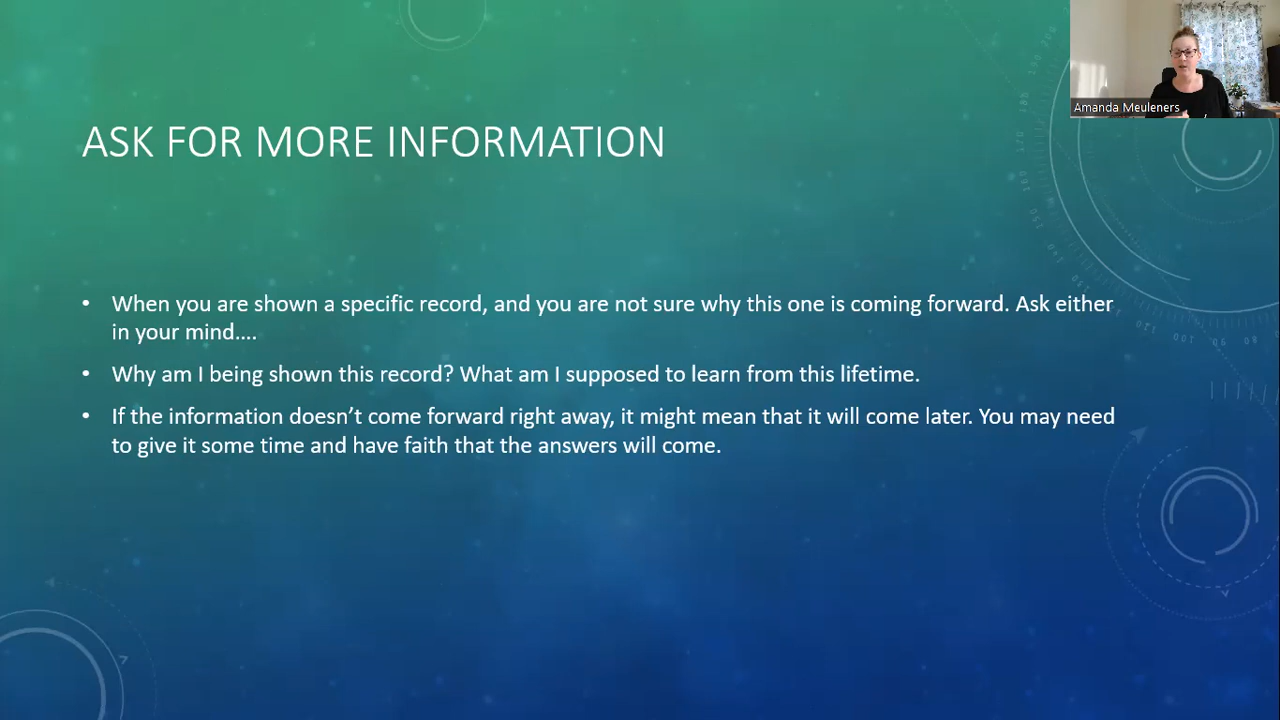 Amanda Meuleners
ASK FOR MORE INFORMATION
• When you are shown a specific record, and you are not sure why this one is coming forward. Ask either
in your mind....
• Why am I being shown this record? What am I supposed to learn from this lifetime.
• If the information doesn't come forward right away, it might mean that it will come later. You may need
to give it some time and have faith that the answers will come.